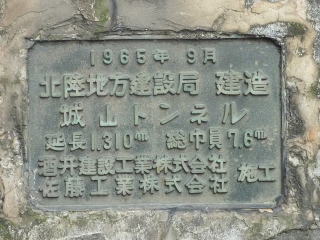 1965年 9月
北陸地方建設局 建造
城山トンネル
延長1,310m 総巾員7.6m
酒井建設工業株式会社
佐藤工業株式会社 施工